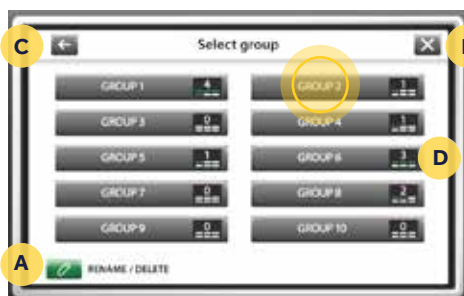 C Select group
GROUP 1 4 GROUP 2 1
GROUP 3 0 GROUP 4 1
GROUP 5 1 GROUP 6 3 D
GROUP 7 0 GROUP 8 2
GROUP 9 0 GROUP 10 0
A RENAME / DELETE